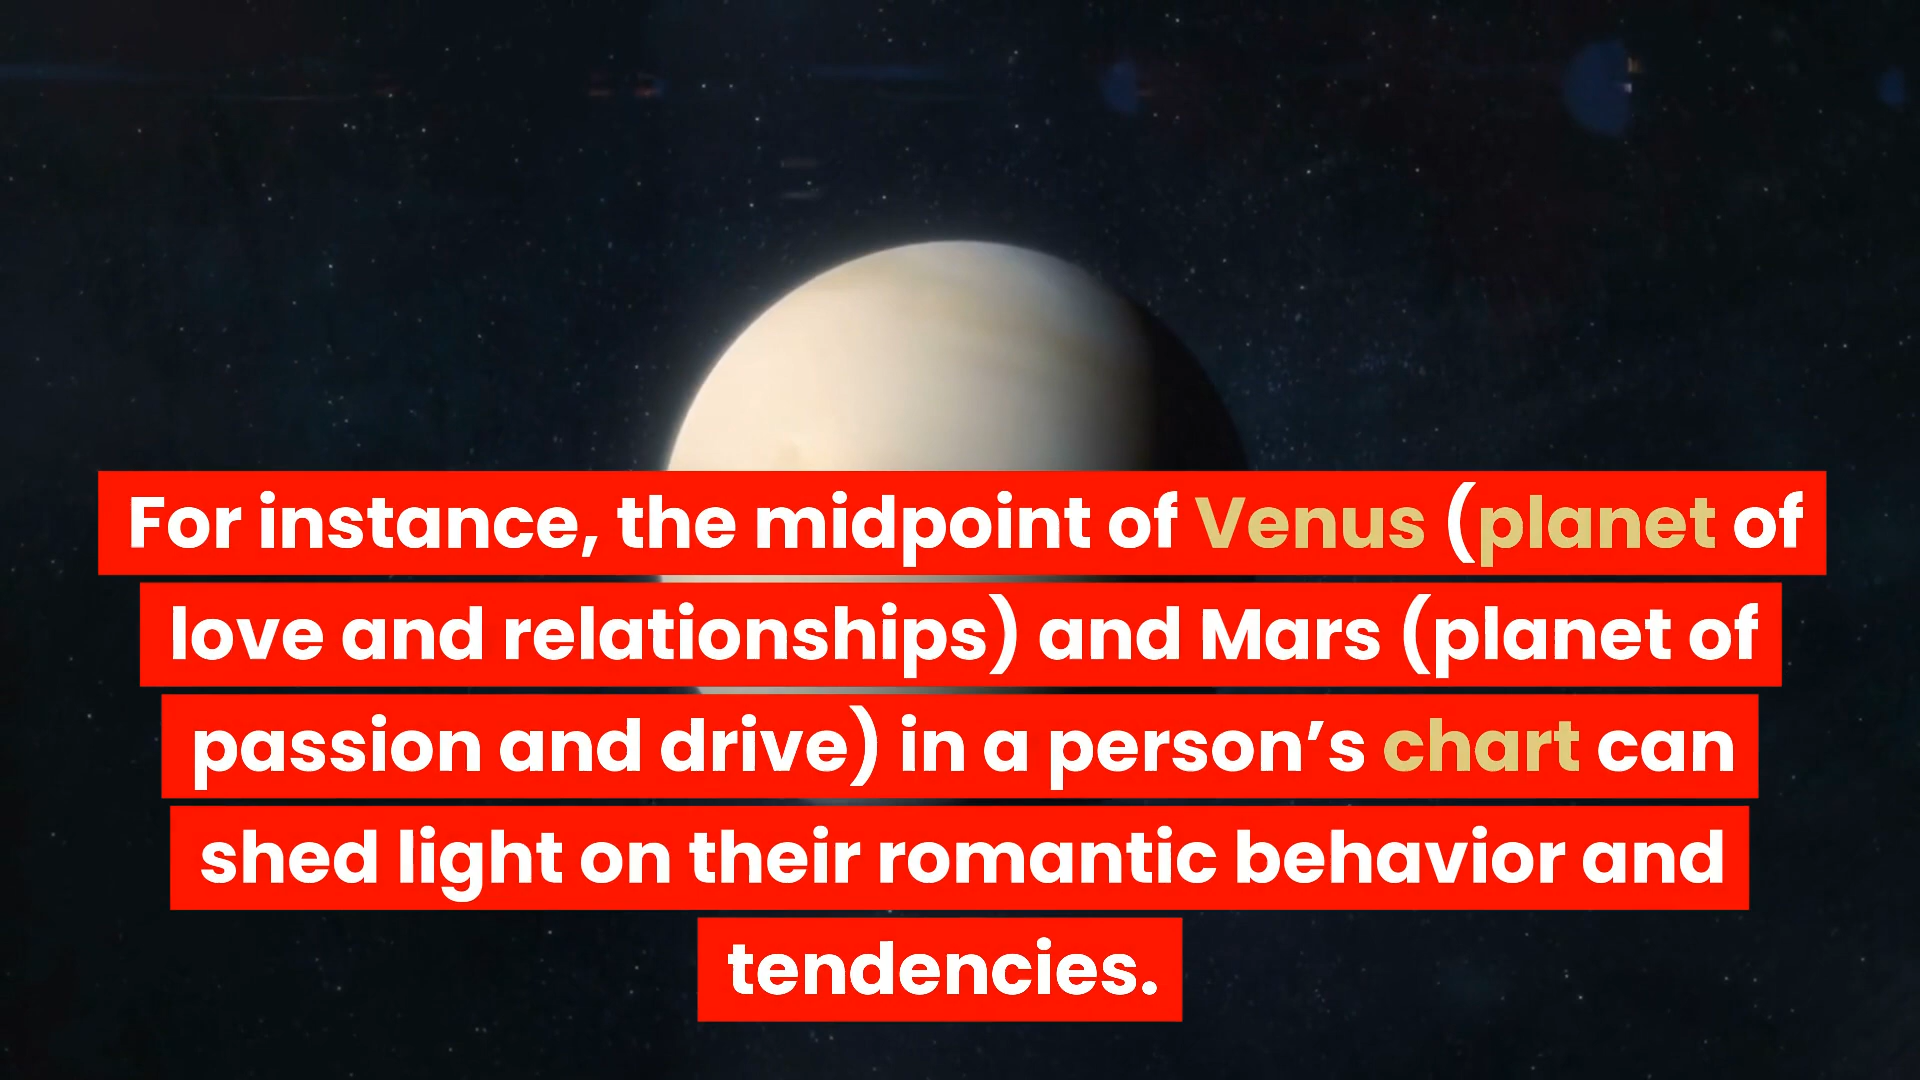 For instance, the midpoint of Venus (planet of
love and relationships) and Mars (planet of
passion and drive) in a person’s chart can
shed light on their romantic behavior and
tendencies.